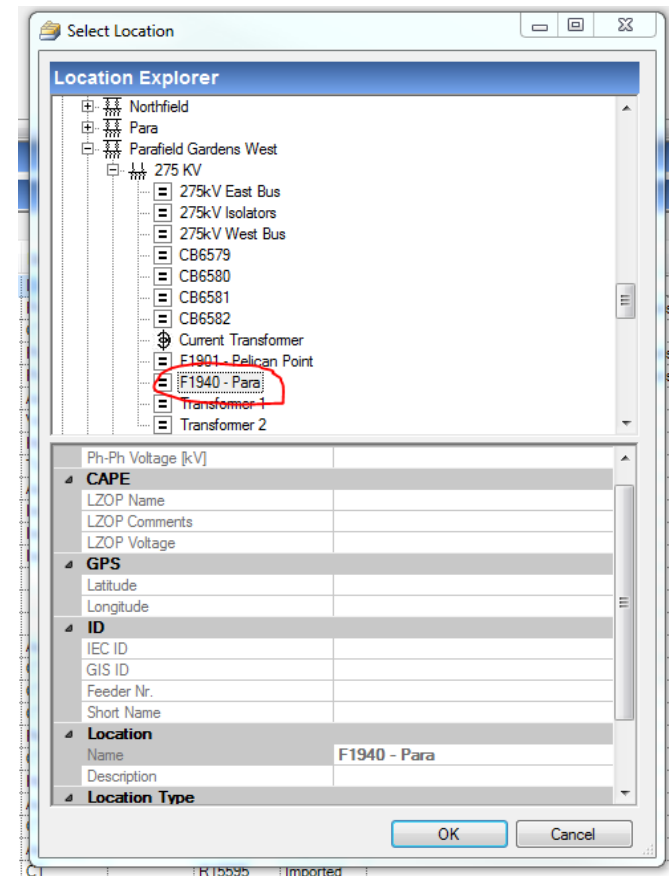 Select Location
Location Explorer
Northfield
Para
Parafield Gardens West
275 KV
275kV East Bus
275kV Isolators
275kV West Bus
CB6579
CB6580
CB6581
CB6582
Current Transformer
F1901 - Pelican Point
F1940 - Para
Transformer 1
Transformer 2
Ph-Ph Voltage [kV]
CAPE
LZOP Name
LZOP Comments
LZOP Voltage
GPS
Latitude
Longitude
ID
IEC ID
GIS ID
Feeder Nr.
Short Name
Location
Name F1940 - Para
Description
Location Type
OK Cancel
RT5595 Imported